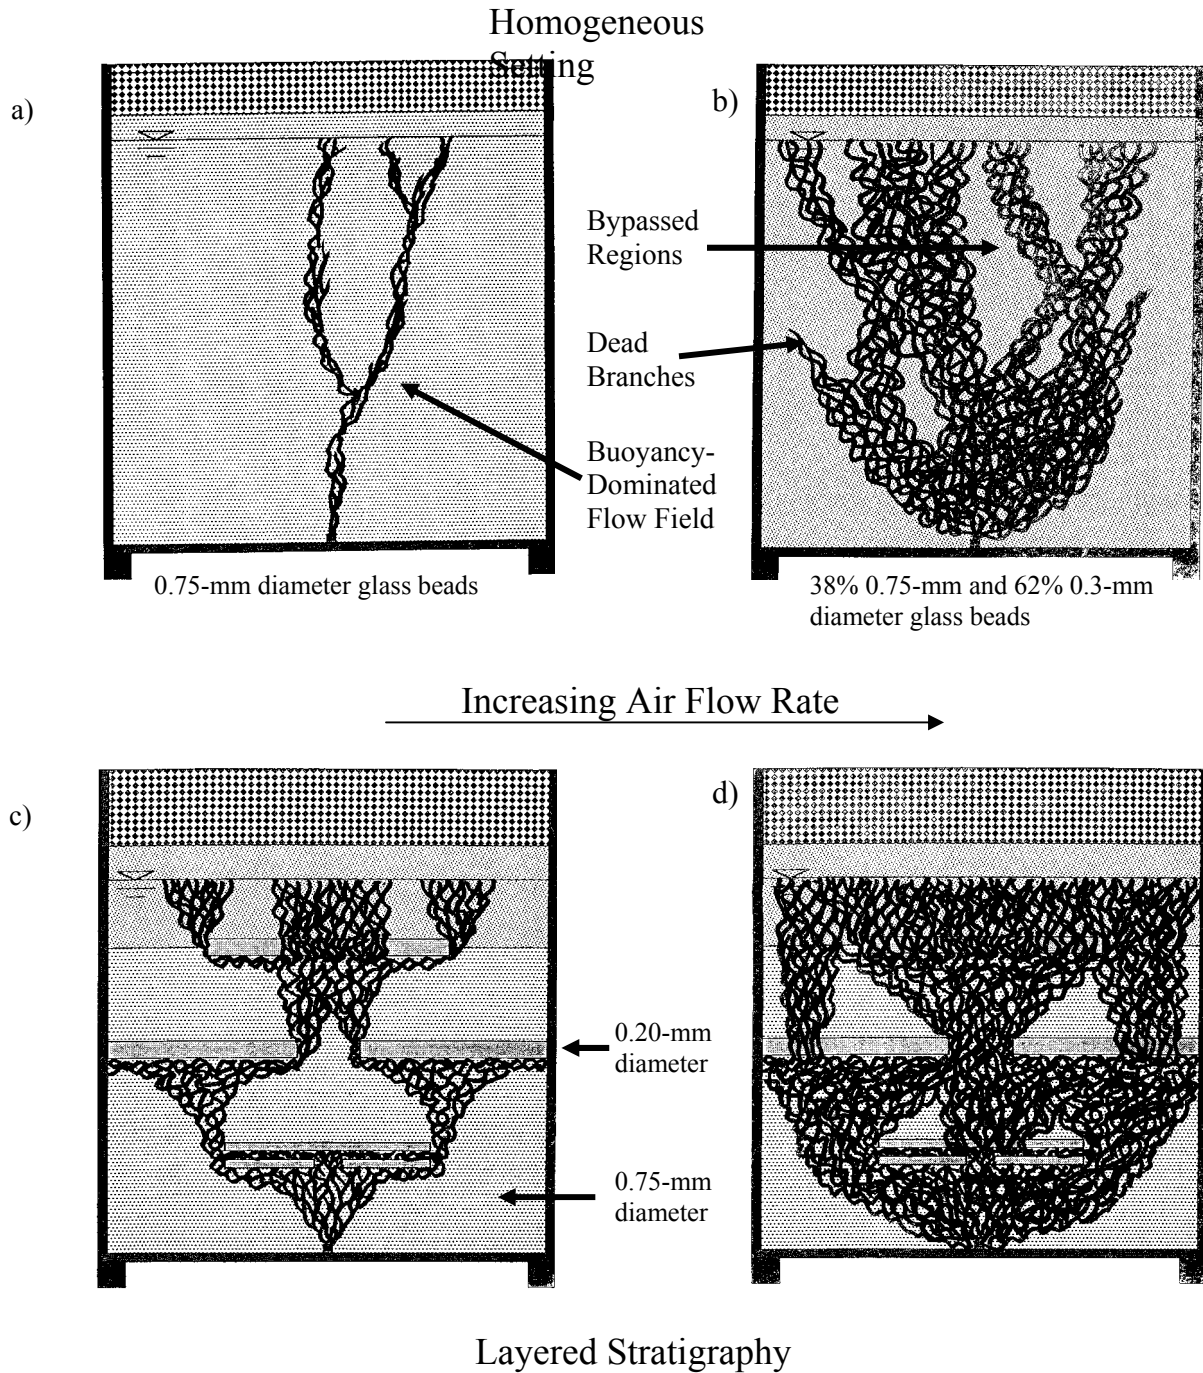 Homogeneous
Setting
a)
b)
Bypassed
Regions
Dead
Branches
Buoyancy-
Dominated
Flow Field
0.75-mm diameter glass beads
38% 0.75-mm and 62% 0.3-mm
diameter glass beads
Increasing Air Flow Rate
c)
d)
0.20-mm
diameter
0.75-mm
diameter
Layered Stratigraphy